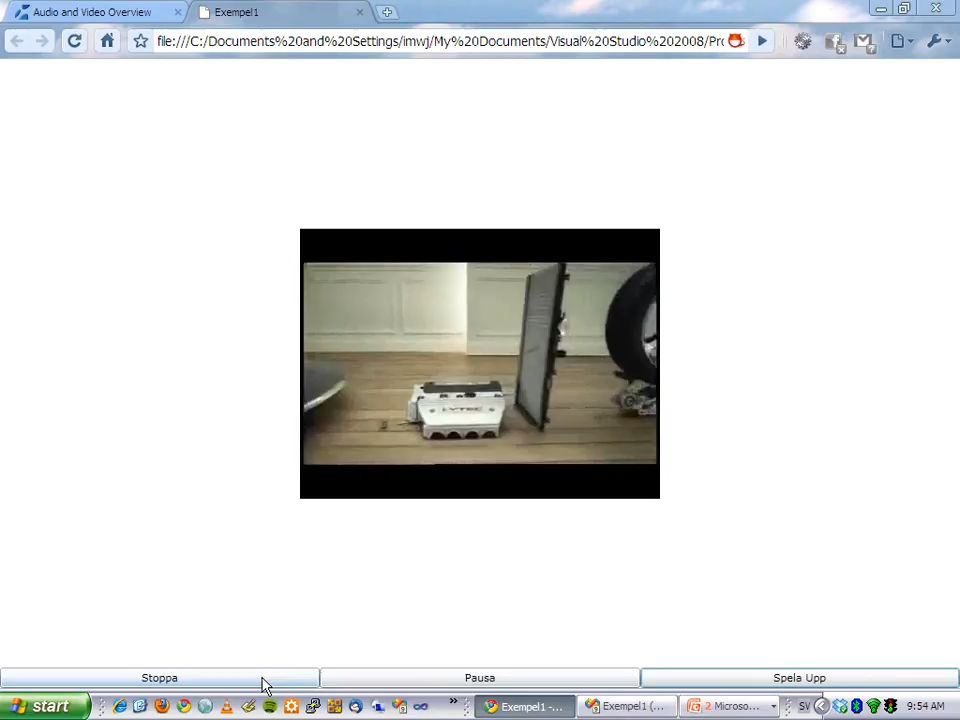 Audio and Video Overview
Exempel1
file:///C:/Documents%20and%20Settings/imwj/My%20Documents/Visual%20Studio%202008/Pro
Stoppa
Pausa
Spela Upp
start
Exempel1 -...
Exempel1 (...
2 Microso...
SV
9:54 AM